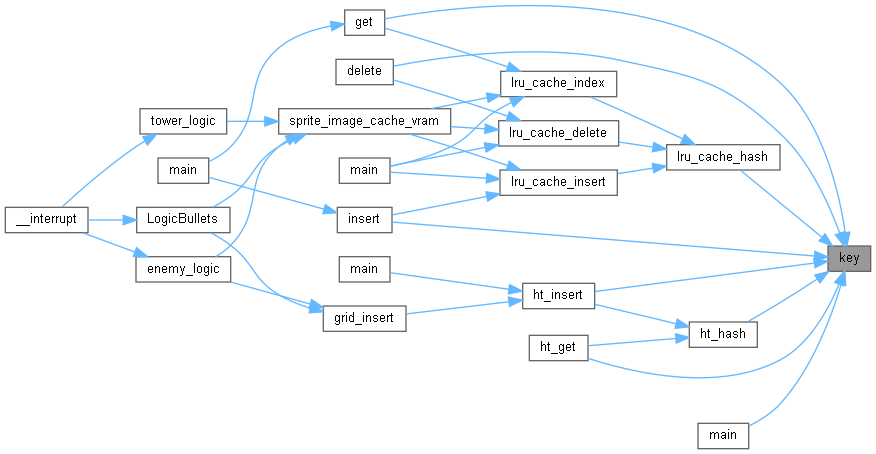 get
delete
lru_cache_index
tower_logic
sprite_image_cache_vram
lru_cache_delete
main
main
lru_cache_hash
lru_cache_insert
__interrupt
LogicBullets
insert
key
enemy_logic
main
ht_insert
grid_insert
ht_hash
ht_get
main